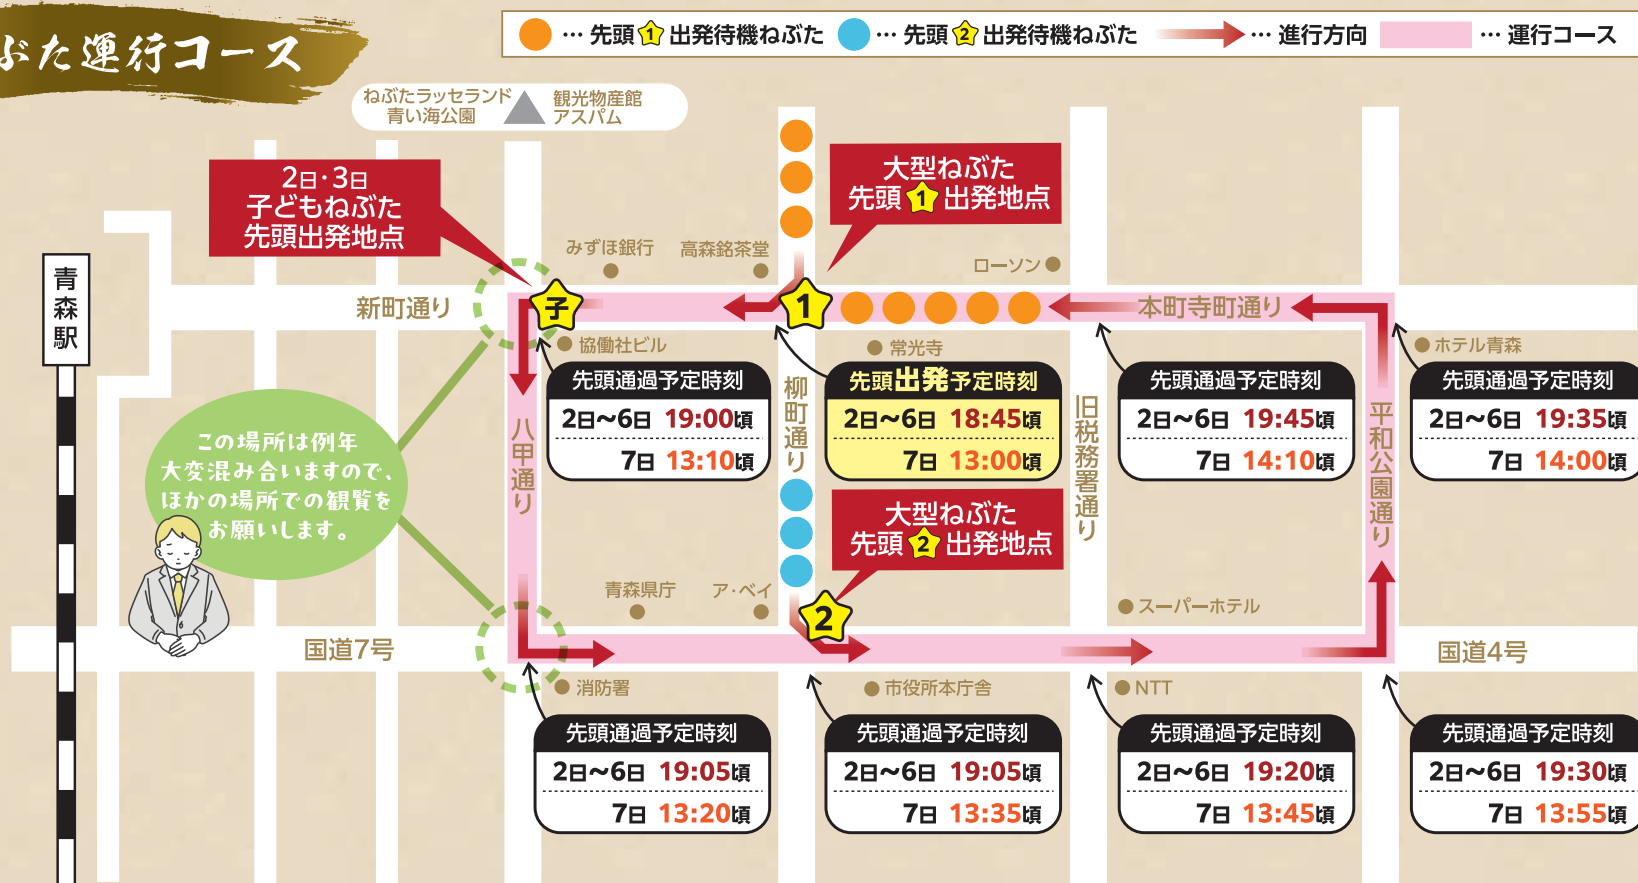 ぶた運行コース
… 先頭1出発待機ねぶた
… 先頭2出発待機ねぶた
… 進行方向
… 運行コース
ねぶたラッセランド
青い海公園
観光物産館
アスパム
2日・3日
子どもねぶた
先頭出発地点
大型ねぶた
先頭1出発地点
みずほ銀行
高森銘茶堂
ローソン
青森駅
新町通り
子
1
本町寺町通り
協働社ビル
常光寺
ホテル青森
先頭通過予定時刻
2日〜6日 19:00頃
7日 13:10頃
先頭出発予定時刻
2日〜6日 18:45頃
7日 13:00頃
先頭通過予定時刻
2日〜6日 19:45頃
7日 14:10頃
先頭通過予定時刻
2日〜6日 19:35頃
7日 14:00頃
八甲通り
柳町通り
旧税務署通り
平和公園通り
この場所は例年
大変混み合いますので、
ほかの場所での観覧を
お願いします。
大型ねぶた
先頭2出発地点
青森県庁
ア・ベイ
2
スーパーホテル
国道7号
国道4号
消防署
市役所本庁舎
NTT
先頭通過予定時刻
2日〜6日 19:05頃
7日 13:20頃
先頭通過予定時刻
2日〜6日 19:05頃
7日 13:35頃
先頭通過予定時刻
2日〜6日 19:20頃
7日 13:45頃
先頭通過予定時刻
2日〜6日 19:30頃
7日 13:55頃